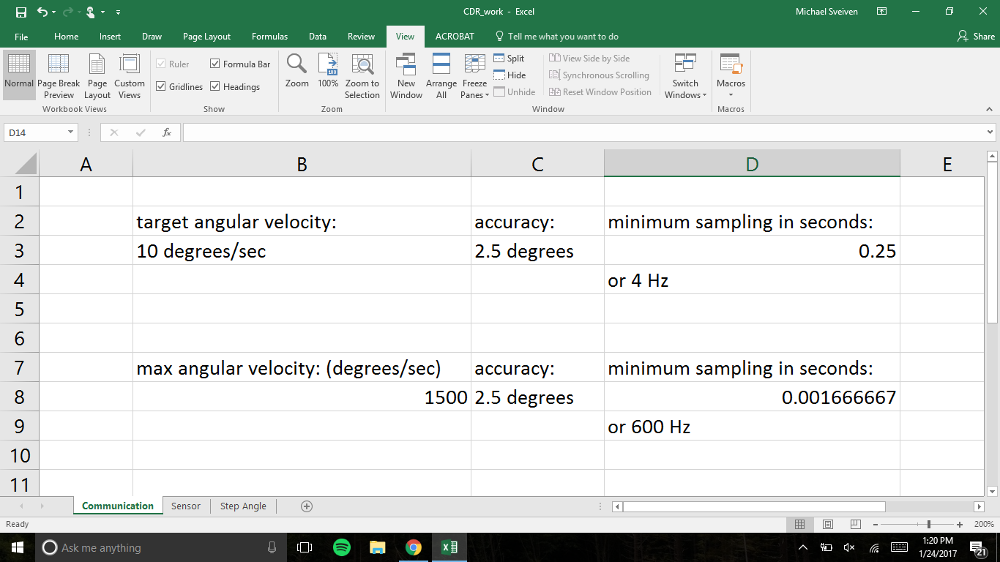 CDR_work - Excel
Michael Sveiven
File Home Insert Draw Page Layout Formulas Data Review View ACROBAT Tell me what you want to do Share
Normal
Page Break Preview
Page Layout
Custom Views
Workbook Views
Ruler
Formula Bar
Gridlines
Headings
Show
Zoom
100
100%
Zoom to Selection
Zoom
New Window
Arrange All
Freeze Panes
Split
Hide
Unhide
View Side by Side
Synchronous Scrolling
Reset Window Position
Window
Switch Windows
Macros
Macros
D14
fx
A B C D E
1
2 target angular velocity: accuracy: minimum sampling in seconds:
3 10 degrees/sec 2.5 degrees 0.25
4 or 4 Hz
5
6
7 max angular velocity: (degrees/sec) accuracy: minimum sampling in seconds:
8 1500 2.5 degrees 0.001666667
9 or 600 Hz
10
11
Communication Sensor Step Angle
Ready
200%
Ask me anything
1:20 PM
1/24/2017
21